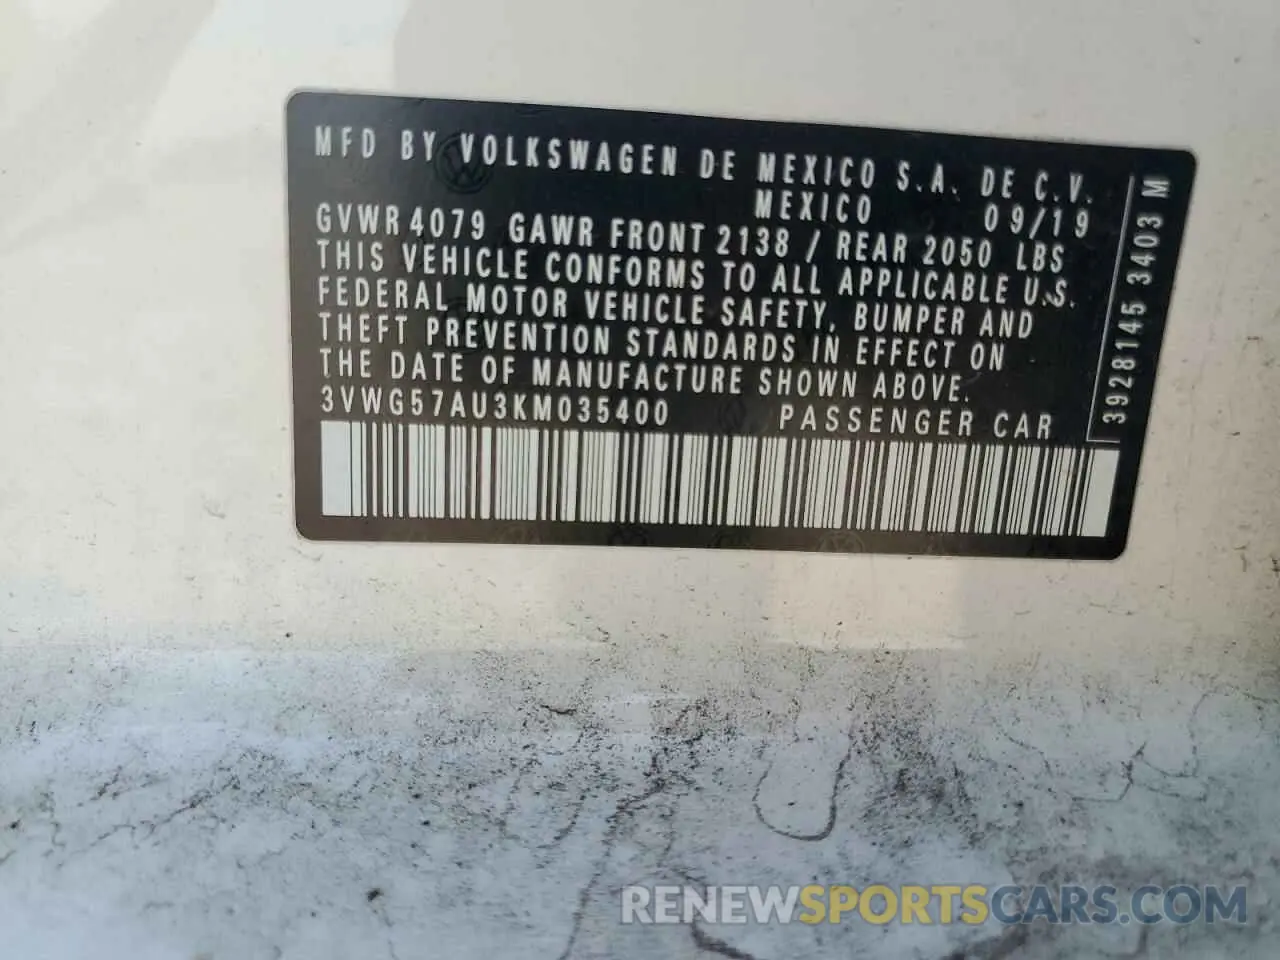 MFD BY VOLKSWAGEN DE MEXICO S.A. DE C.V.
MEXICO 09/19
GVWR 4079 GAWR FRONT 2138 / REAR 2050 LBS
THIS VEHICLE CONFORMS TO ALL APPLICABLE U.S.
FEDERAL MOTOR VEHICLE SAFETY, BUMPER AND
THEFT PREVENTION STANDARDS IN EFFECT ON
THE DATE OF MANUFACTURE SHOWN ABOVE.
3VWG57AU3KM035400 PASSENGER CAR
3928145 3403 M
RENEWSPORTSCARS.COM